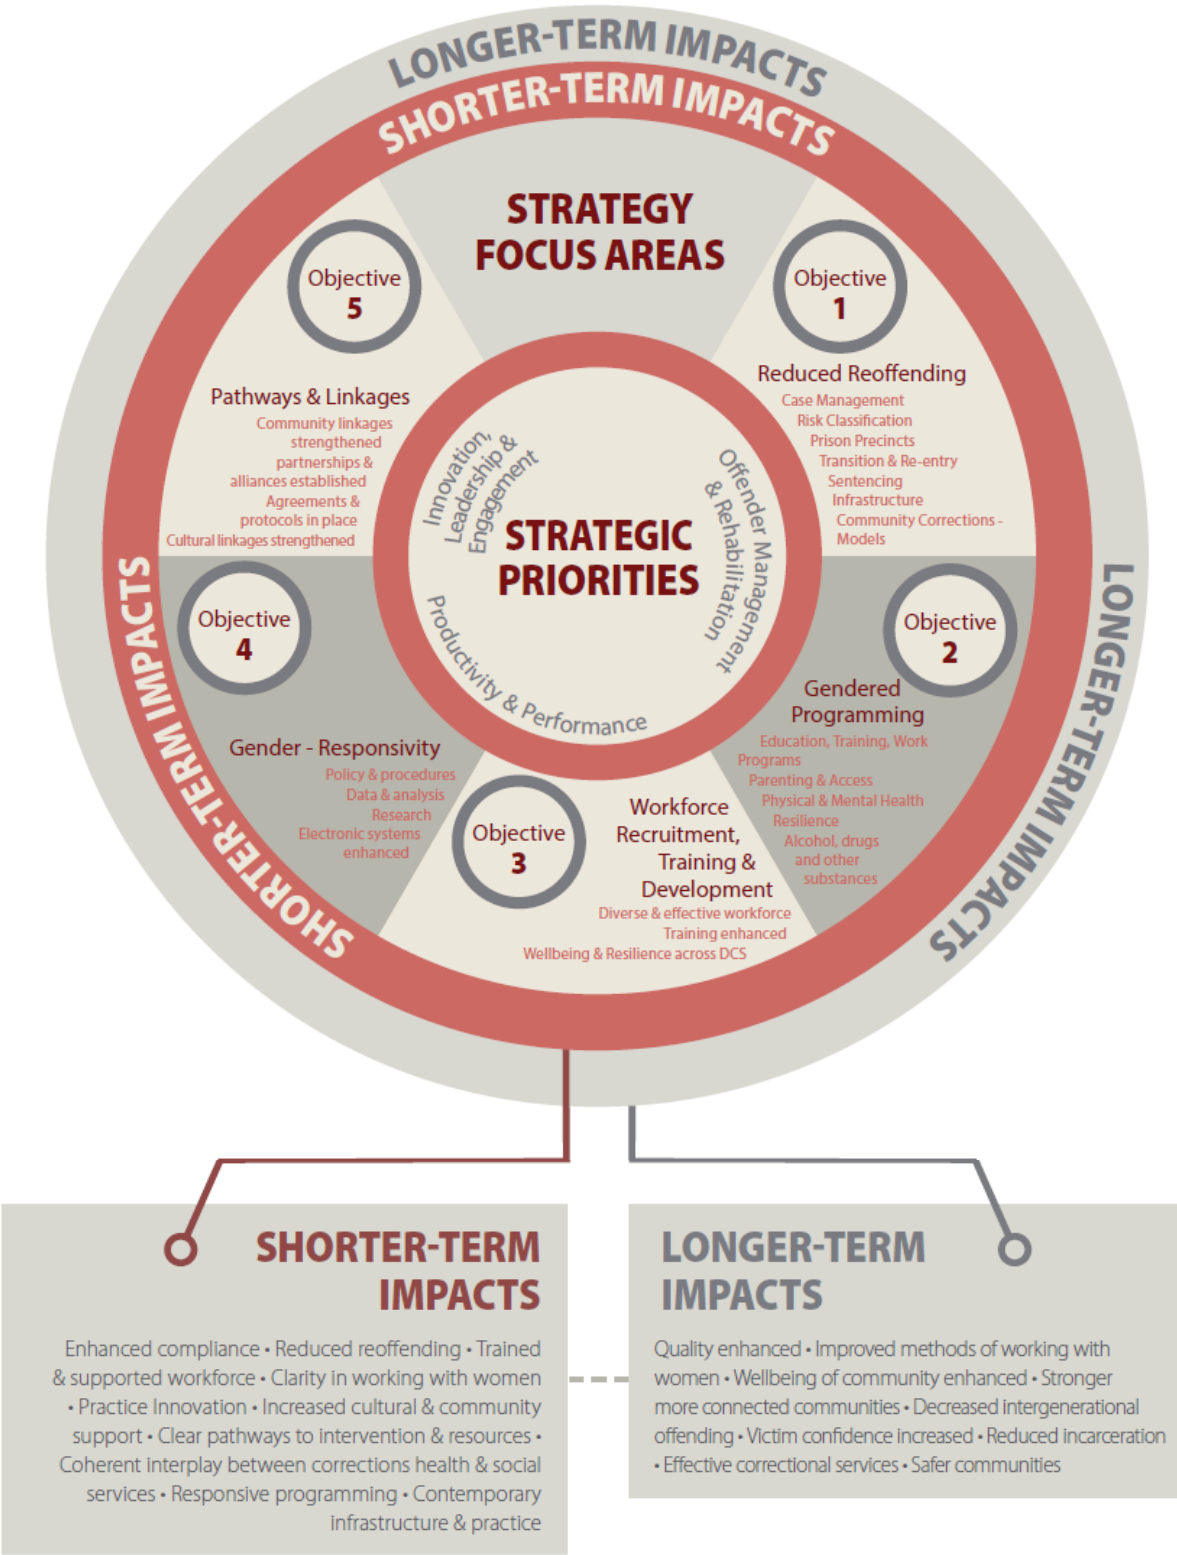 LONGER-TERM IMPACTS
SHORTER-TERM IMPACTS
STRATEGY
FOCUS AREAS
Objective
1
Reduced Reoffending
Case Management
Risk Classification
Prison Precincts
Transition & Re-entry
Sentencing
Infrastructure
Community Corrections -
Models
Objective
2
Gendered
Programming
Education, Training, Work
Programs
Parenting & Access
Physical & Mental Health
Resilience
Alcohol, drugs
and other
substances
Objective
3
Workforce
Recruitment,
Training &
Development
Diverse & effective workforce
Training enhanced
Wellbeing & Resilience across DCS
Objective
4
Gender - Responsivity
Policy & procedures
Data & analysis
Research
Electronic systems
enhanced
Objective
5
Pathways & Linkages
Community linkages
strengthened
partnerships &
alliances established
Agreements &
protocols in place
Cultural linkages strengthened
STRATEGIC
PRIORITIES
Innovation,
Leadership &
Engagement
Offender Management
& Rehabilitation
Productivity & Performance
SHORTER-TERM IMPACTS
LONGER-TERM IMPACTS
SHORTER-TERM
IMPACTS
Enhanced compliance • Reduced reoffending • Trained
& supported workforce • Clarity in working with women
• Practice Innovation • Increased cultural & community
support • Clear pathways to intervention & resources •
Coherent interplay between corrections health & social
services • Responsive programming • Contemporary
infrastructure & practice
LONGER-TERM
IMPACTS
Quality enhanced • Improved methods of working with
women • Wellbeing of community enhanced • Stronger
more connected communities • Decreased intergenerational
offending • Victim confidence increased • Reduced incarceration
• Effective correctional services • Safer communities